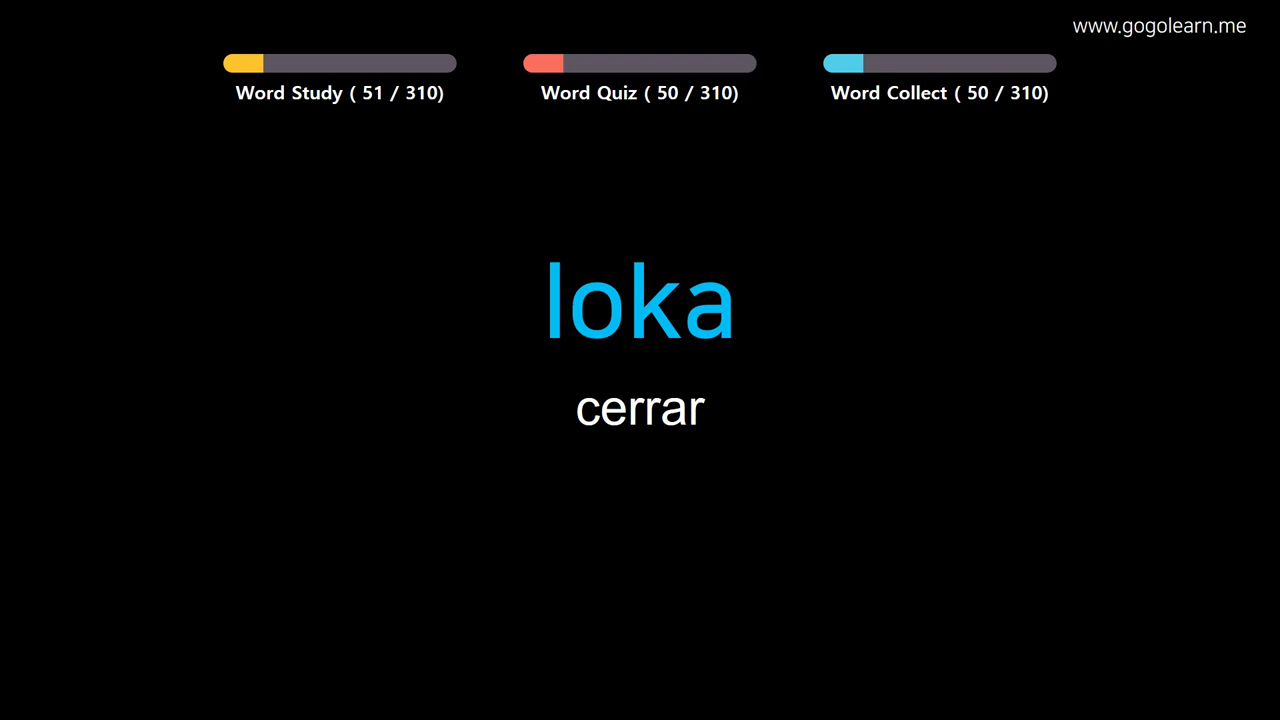 www.gogolearn.me
Word Study ( 51 / 310)
Word Quiz ( 50 / 310)
Word Collect ( 50 / 310)
loka
cerrar